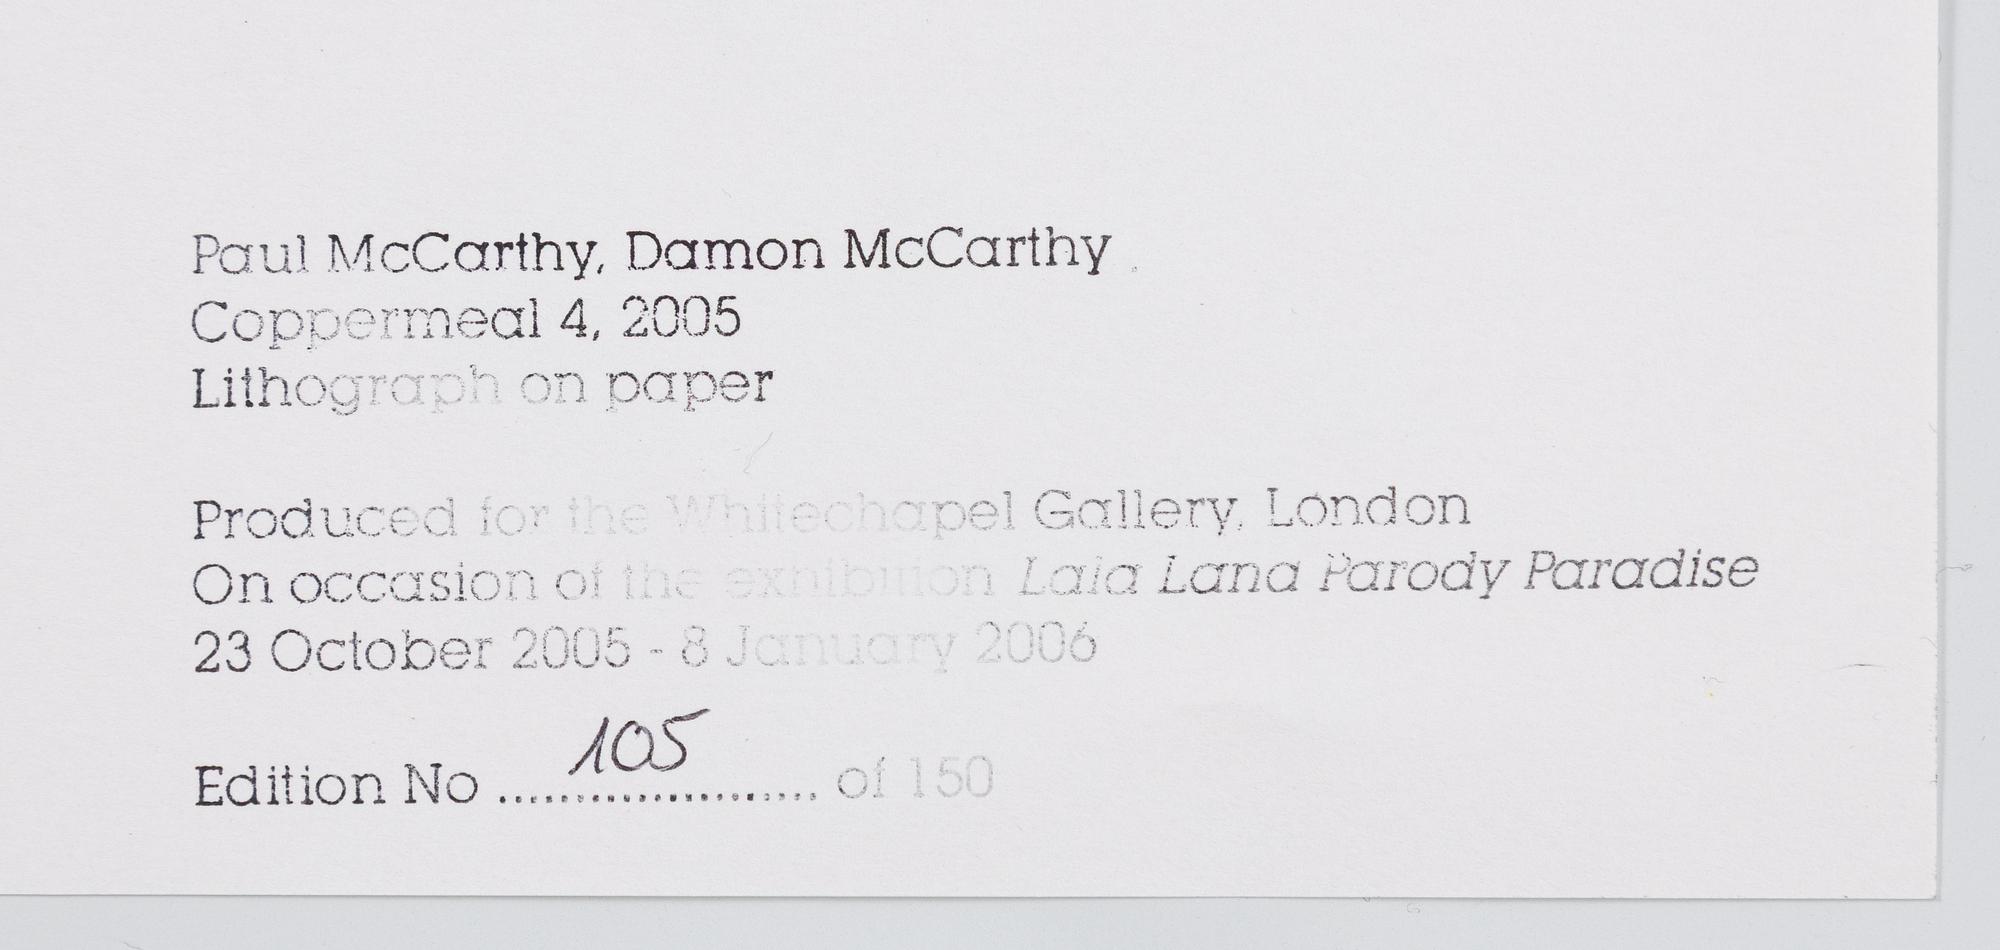 Paul McCarthy, Damon McCarthy
Coppermeal 4, 2005
Lithograph on paper
Produced for the Whitechapel Gallery, London
On occasion of the exhibition Lala Land Parody Paradise
23 October 2005 - 8 January 2006
Edition No ..................... 105 of 150